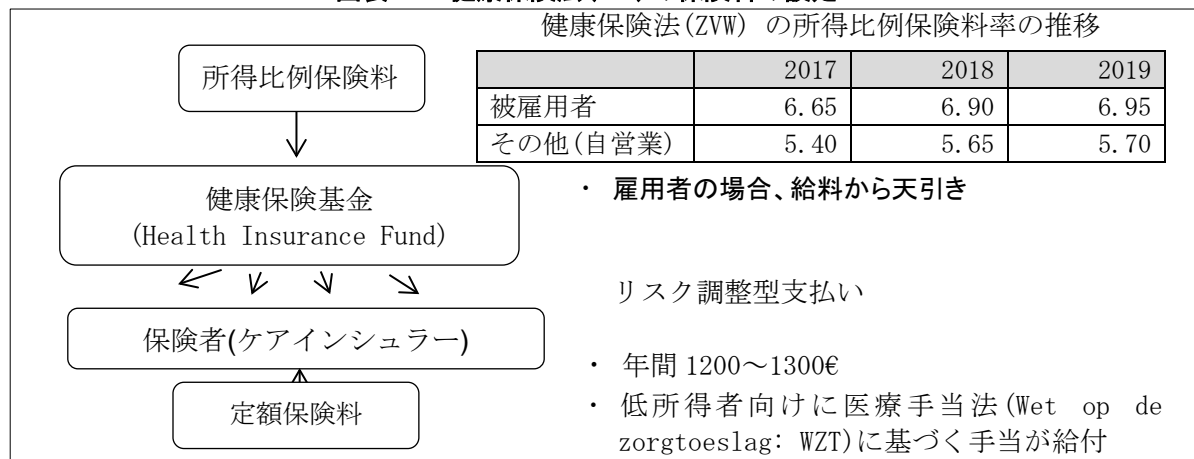 健康保険法(ZVW) の所得比例保険料率の推移
所得比例保険料
2017 2018 2019
被雇用者 6.65 6.90 6.95
その他(自営業) 5.40 5.65 5.70
・ 雇用者の場合、給料から天引き
健康保険基金
(Health Insurance Fund)
リスク調整型支払い
保険者(ケアインシュラー)
定額保険料
・ 年間 1200～1300€
・ 低所得者向けに医療手当法(Wet op de
zorgtoeslag: WZT)に基づく手当が給付